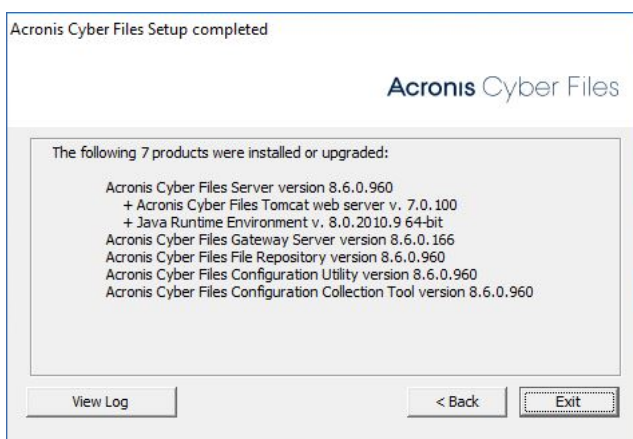 Acronis Cyber Files Setup completed
Acronis Cyber Files
The following 7 products were installed or upgraded:
Acronis Cyber Files Server version 8.6.0.960
+ Acronis Cyber Files Tomcat web server v. 7.0.100
+ Java Runtime Environment v. 8.0.2010.9 64-bit
Acronis Cyber Files Gateway Server version 8.6.0.166
Acronis Cyber Files File Repository version 8.6.0.960
Acronis Cyber Files Configuration Utility version 8.6.0.960
Acronis Cyber Files Configuration Collection Tool version 8.6.0.960
View Log
< Back
Exit